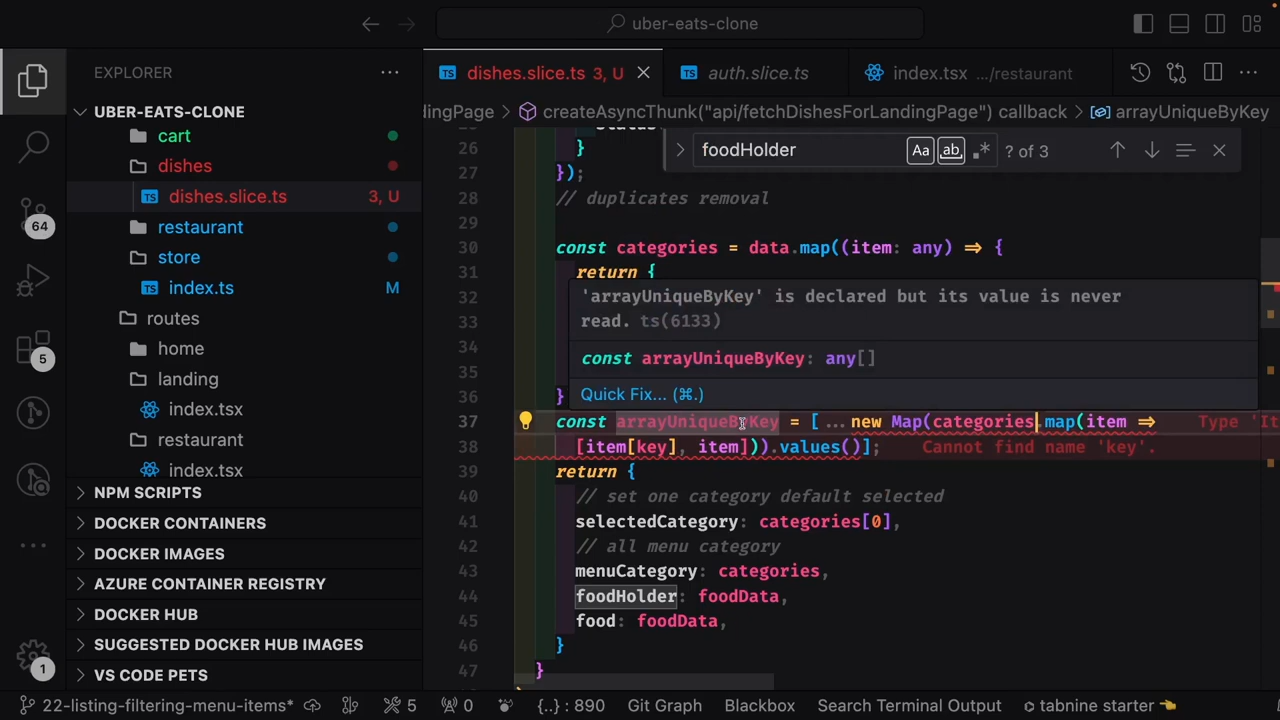 uber-eats-clone
EXPLORER
dishes.slice.ts 3, U
auth.slice.ts
index.tsx .../restaurant
UBER-EATS-CLONE
ndingPage > createAsyncThunk("api/fetchDishesForLandingPage") callback > arrayUniqueByKey
cart
dishes
dishes.slice.ts 3, U
restaurant
store
index.ts M
routes
home
landing
index.tsx
restaurant
index.tsx
NPM SCRIPTS
DOCKER CONTAINERS
DOCKER IMAGES
AZURE CONTAINER REGISTRY
DOCKER HUB
SUGGESTED DOCKER HUB IMAGES
VS CODE PETS
64
5
1
foodHolder Aa ab ? of 3
26 }
27 });
28 // duplicates removal
29
30 const categories = data.map((item: any) => {
31 return {
32
33
34
35
36 }
'arrayUniqueByKey' is declared but its value is never
read. ts(6133)
const arrayUniqueByKey: any[]
Quick Fix... (⌘.)
37 const arrayUniqueByKey = [ ...new Map(categories.map(item => Type 'It
38 [item[key], item])).values()]; Cannot find name 'key'.
39 return {
40 // set one category default selected
41 selectedCategory: categories[0],
42 // all menu category
43 menuCategory: categories,
44 foodHolder: foodData,
45 food: foodData,
46 }
47 }
22-listing-filtering-menu-items* 5 0 {..} : 890 Git Graph Blackbox Search Terminal Output tabnine starter